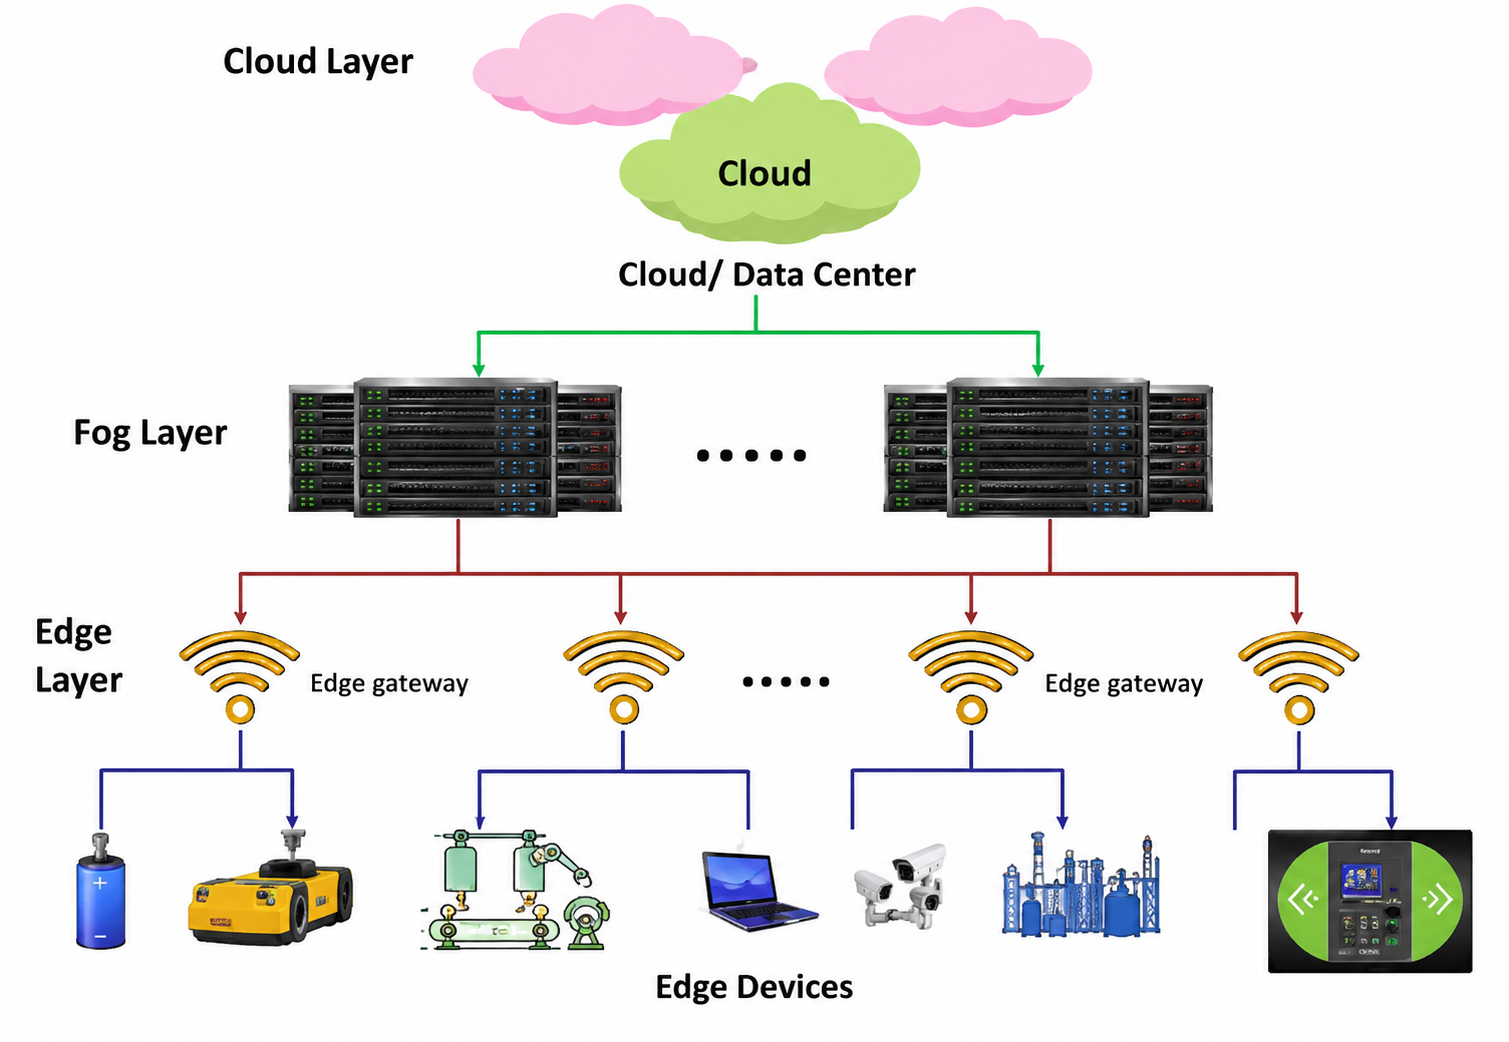 Cloud Layer
Cloud
Cloud/ Data Center
Fog Layer
Edge
Layer
Edge gateway
Edge gateway
+
−
Edge Devices